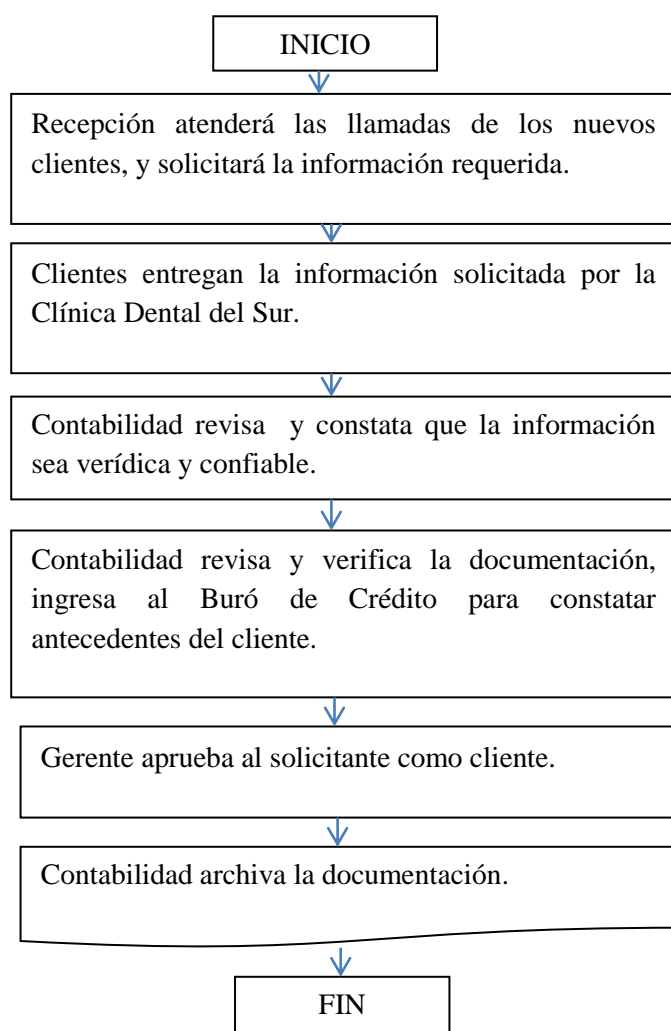 INICIO
Recepción atenderá las llamadas de los nuevos
clientes, y solicitará la información requerida.
Clientes entregan la información solicitada por la
Clínica Dental del Sur.
Contabilidad revisa y constata que la información
sea verídica y confiable.
Contabilidad revisa y verifica la documentación,
ingresa al Buró de Crédito para constatar
antecedentes del cliente.
Gerente aprueba al solicitante como cliente.
Contabilidad archiva la documentación.
FIN